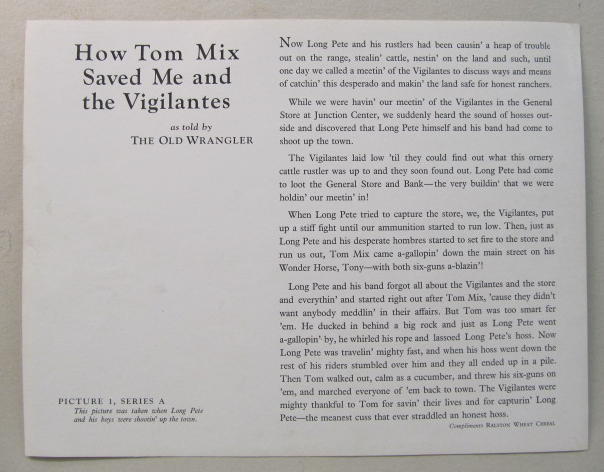 How Tom Mix
Saved Me and
the Vigilantes
as told by
THE OLD WRANGLER
PICTURE 1, SERIES A
This picture was taken when Long Pete
and his boys were shootin' up the town.
Now Long Pete and his rustlers had been causin' a heap of trouble
out on the range, stealin' cattle, nestin' on the land and such, until
one day we called a meetin' of the Vigilantes to discuss ways and means
of catchin' this desperado and makin' the land safe for honest ranchers.
While we were havin' our meetin' of the Vigilantes in the General
Store at Junction Center, we suddenly heard the sound of hosses out-
side and discovered that Long Pete himself and his band had come to
shoot up the town.
The Vigilantes laid low 'til they could find out what this ornery
cattle rustler was up to and they soon found out. Long Pete had come
to loot the General Store and Bank—the very buildin' that we were
holdin' our meetin' in!
When Long Pete tried to capture the store, we, the Vigilantes, put
up a stiff fight until our ammunition started to run low. Then, just as
Long Pete and his desperate hombres started to set fire to the store and
run us out, Tom Mix came a-gallopin' down the main street on his
Wonder Horse, Tony—with both six-guns a-blazin'!
Long Pete and his band forgot all about the Vigilantes and the store
and everythin' and started right out after Tom Mix, 'cause they didn't
want anybody meddlin' in their affairs. But Tom was too smart fer
'em. He ducked in behind a big rock and just as Long Pete went
a-gallopin' by, he whirled his rope and lassoed Long Pete's hoss. Now
Long Pete was travelin' mighty fast, and when his hoss went down the
rest of his riders stumbled over him and they all ended up in a pile.
Then Tom walked out, calm as a cucumber, and threw his six-guns on
'em, and marched everyone of 'em back to town. The Vigilantes were
mighty thankful to Tom for savin' their lives and for capturin' Long
Pete—the meanest cuss that ever straddled an honest hoss.
Compliments RALSTON WHEAT CEREAL